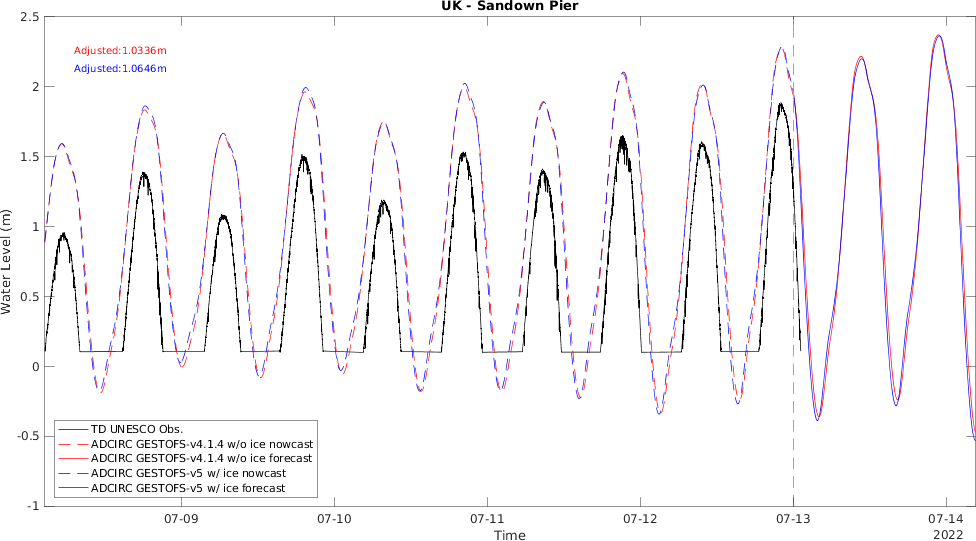 UK - Sandown Pier
Adjusted:1.0336m
Adjusted:1.0646m
Water Level (m)
2.5
2
1.5
1
0.5
0
-0.5
-1
TD UNESCO Obs.
ADCIRC GESTOFS-v4.1.4 w/o ice nowcast
ADCIRC GESTOFS-v4.1.4 w/o ice forecast
ADCIRC GESTOFS-v5 w/ ice nowcast
ADCIRC GESTOFS-v5 w/ ice forecast
07-09
07-10
07-11
07-12
07-13
07-14
Time
2022